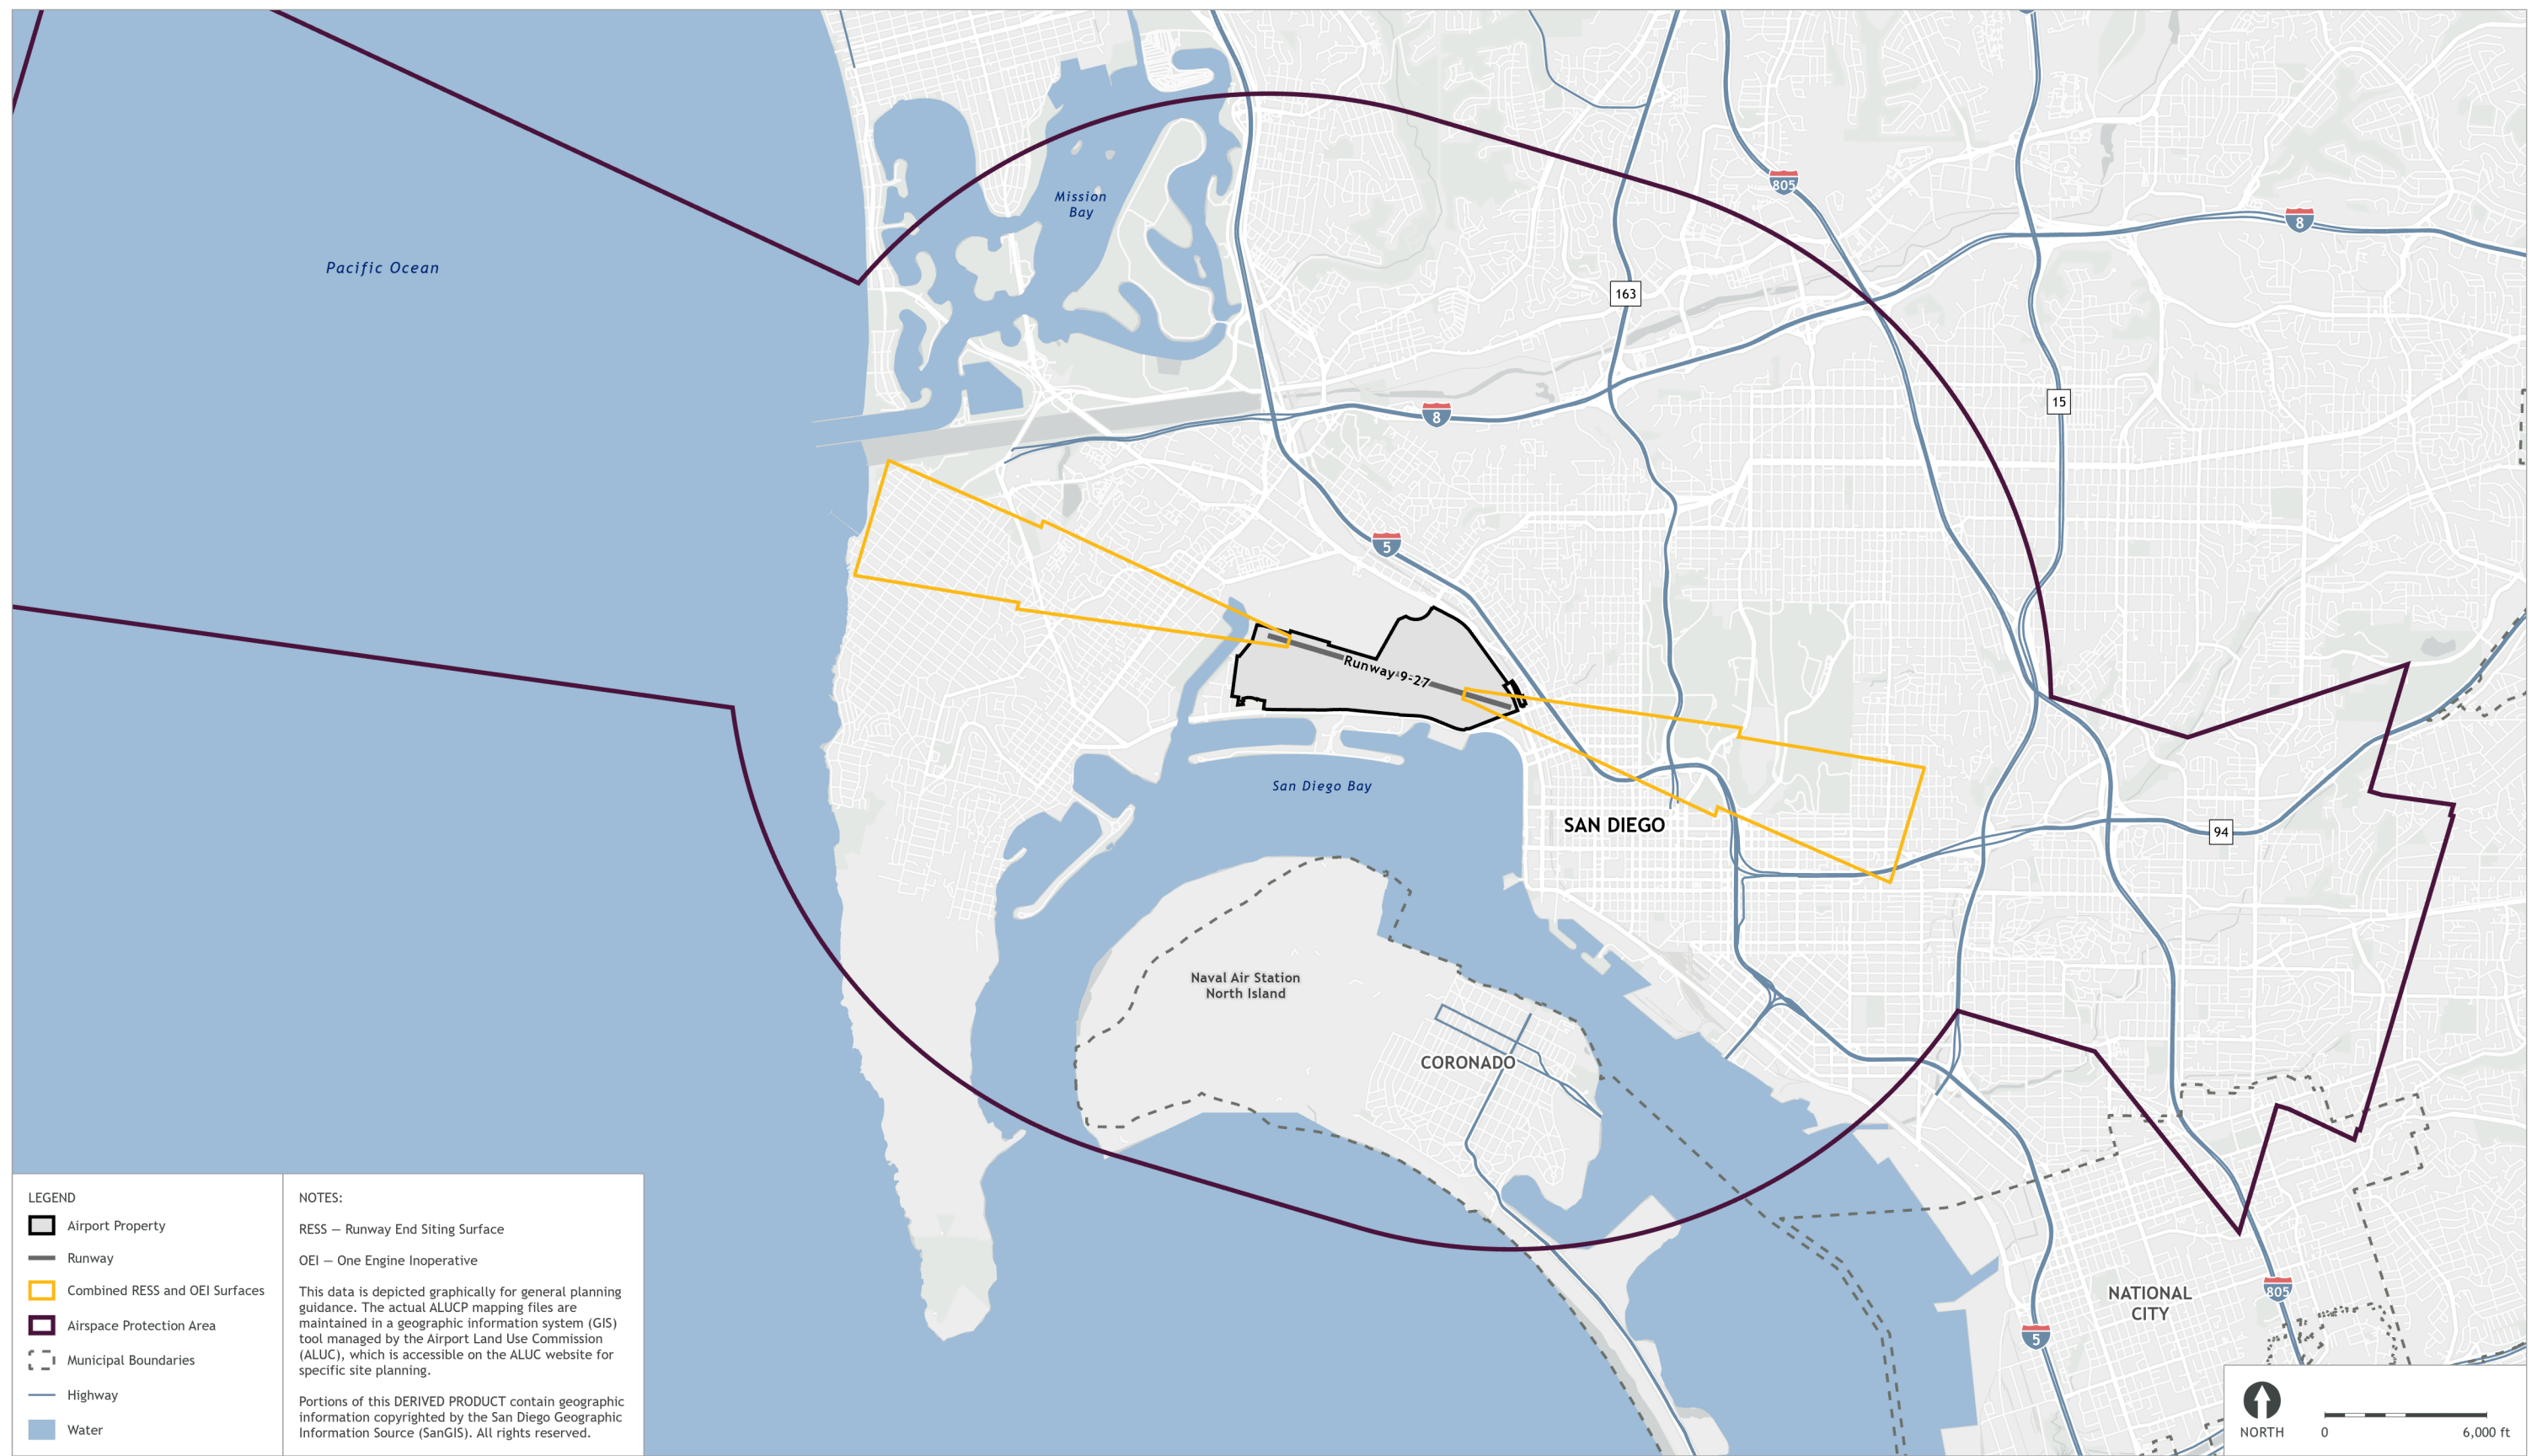 Mission
Bay
805
8
Pacific Ocean
163
15
8
5
Runway 9-27
San Diego Bay
SAN DIEGO
94
Naval Air Station
North Island
CORONADO
NATIONAL
CITY
805
5
LEGEND
Airport Property
Runway
Combined RESS and OEI Surfaces
Airspace Protection Area
Municipal Boundaries
Highway
Water
NOTES:
RESS — Runway End Siting Surface
OEI — One Engine Inoperative
This data is depicted graphically for general planning
guidance. The actual ALUCP mapping files are
maintained in a geographic information system (GIS)
tool managed by the Airport Land Use Commission
(ALUC), which is accessible on the ALUC website for
specific site planning.
Portions of this DERIVED PRODUCT contain geographic
information copyrighted by the San Diego Geographic
Information Source (SanGIS). All rights reserved.
NORTH
0
6,000 ft